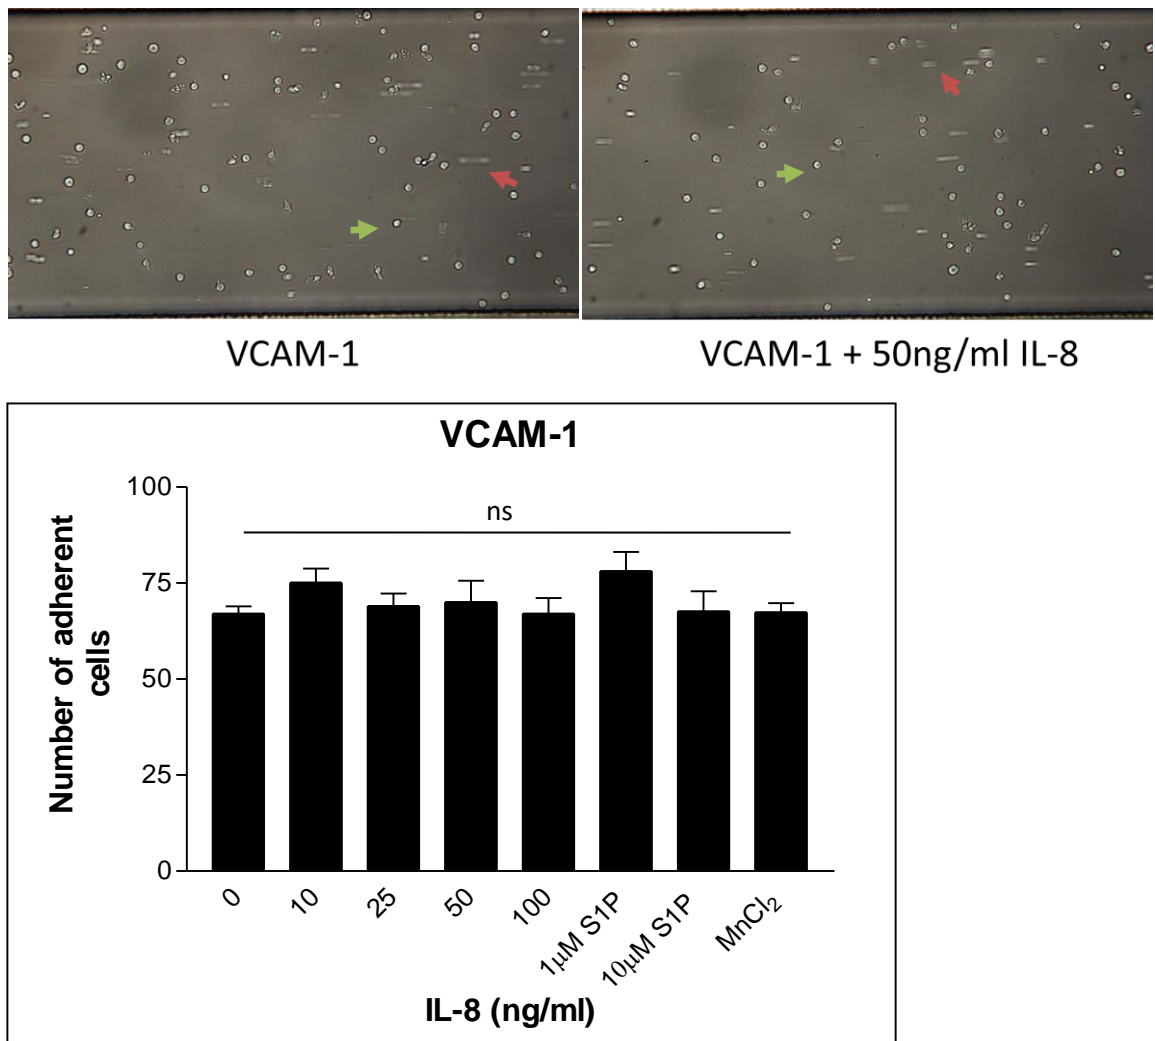 VCAM-1
VCAM-1 + 50ng/ml IL-8
VCAM-1
Number of adherent
cells
100
75
50
25
0
ns
0
10
25
50
100
1μM S1P
10μM S1P
MnCl₂
IL-8 (ng/ml)